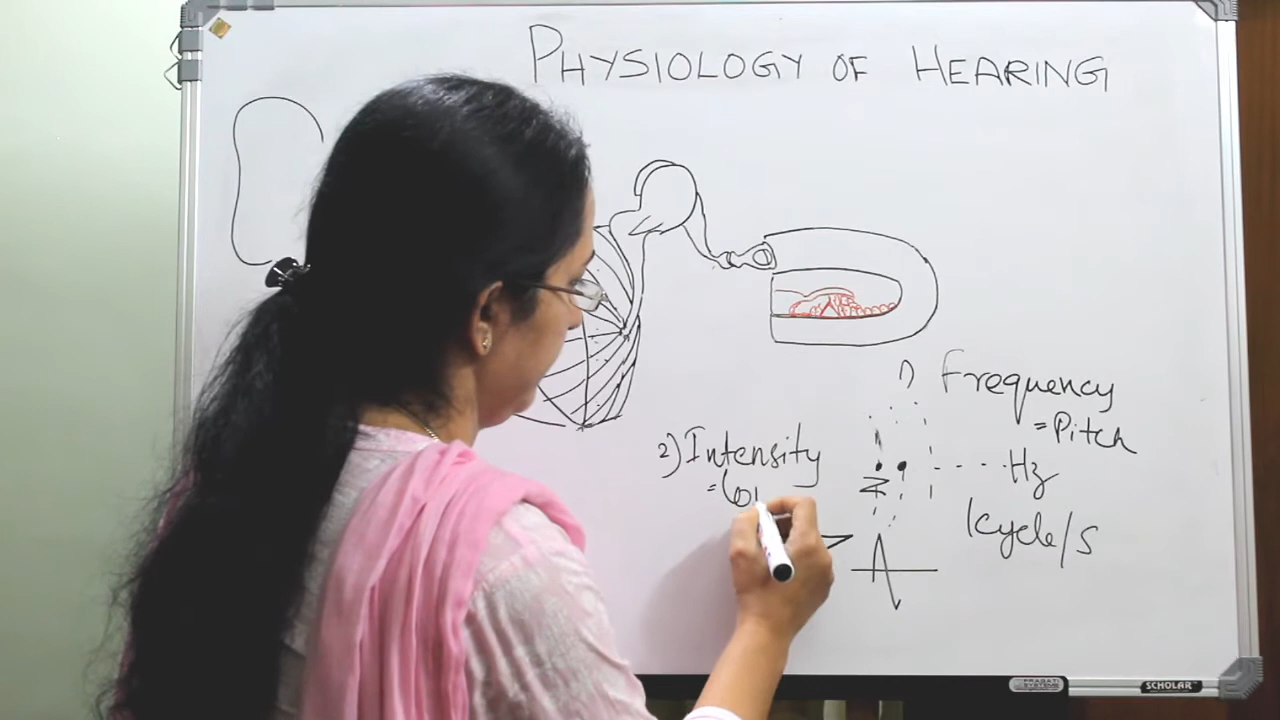 PHYSIOLOGY OF HEARING
1) Frequency
= Pitch
Hz
1cycle/s
2) Intensity
PRAGATI
SYSTEMS
SCHOLAR